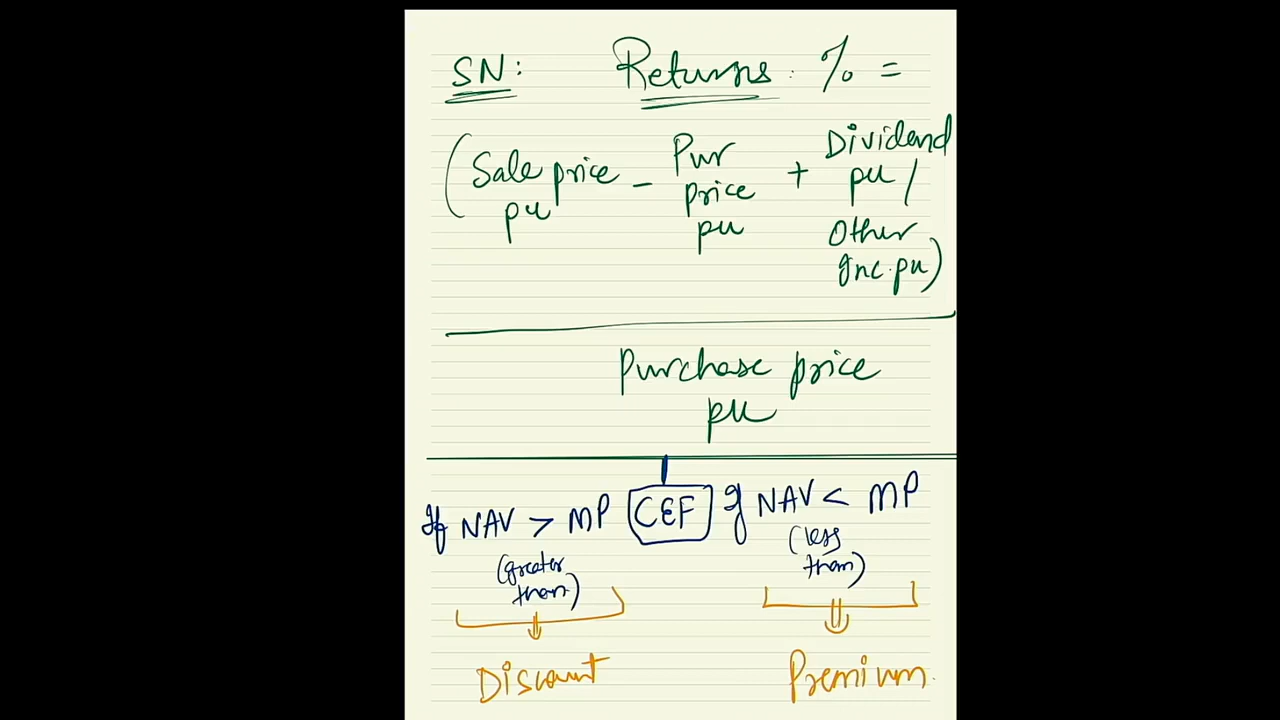 SN: Returns. % =
(Sale price pu - Pur price pu + Dividend pu / Other Inc. pu)
Purchase price
pu
If NAV > MP CEF If NAV < MP
(greater than) (less than)
Discount Premium.